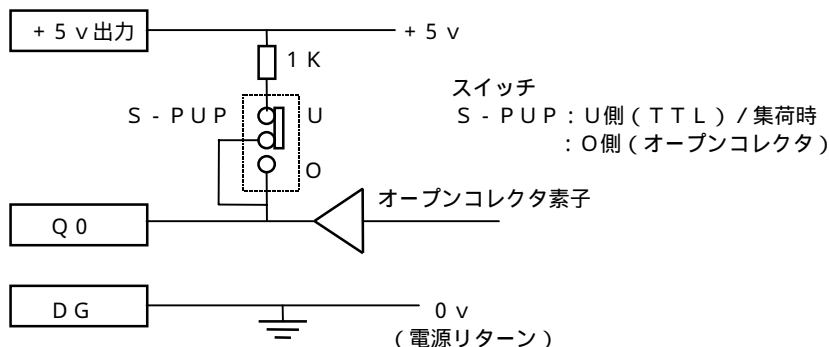 +5v出力
+5v
1K
スイッチ
S-PUP
U
S-PUP:U側(TTL)/集荷時
:O側(オープンコレクタ)
O
オープンコレクタ素子
Q0
DG
0v
(電源リターン)